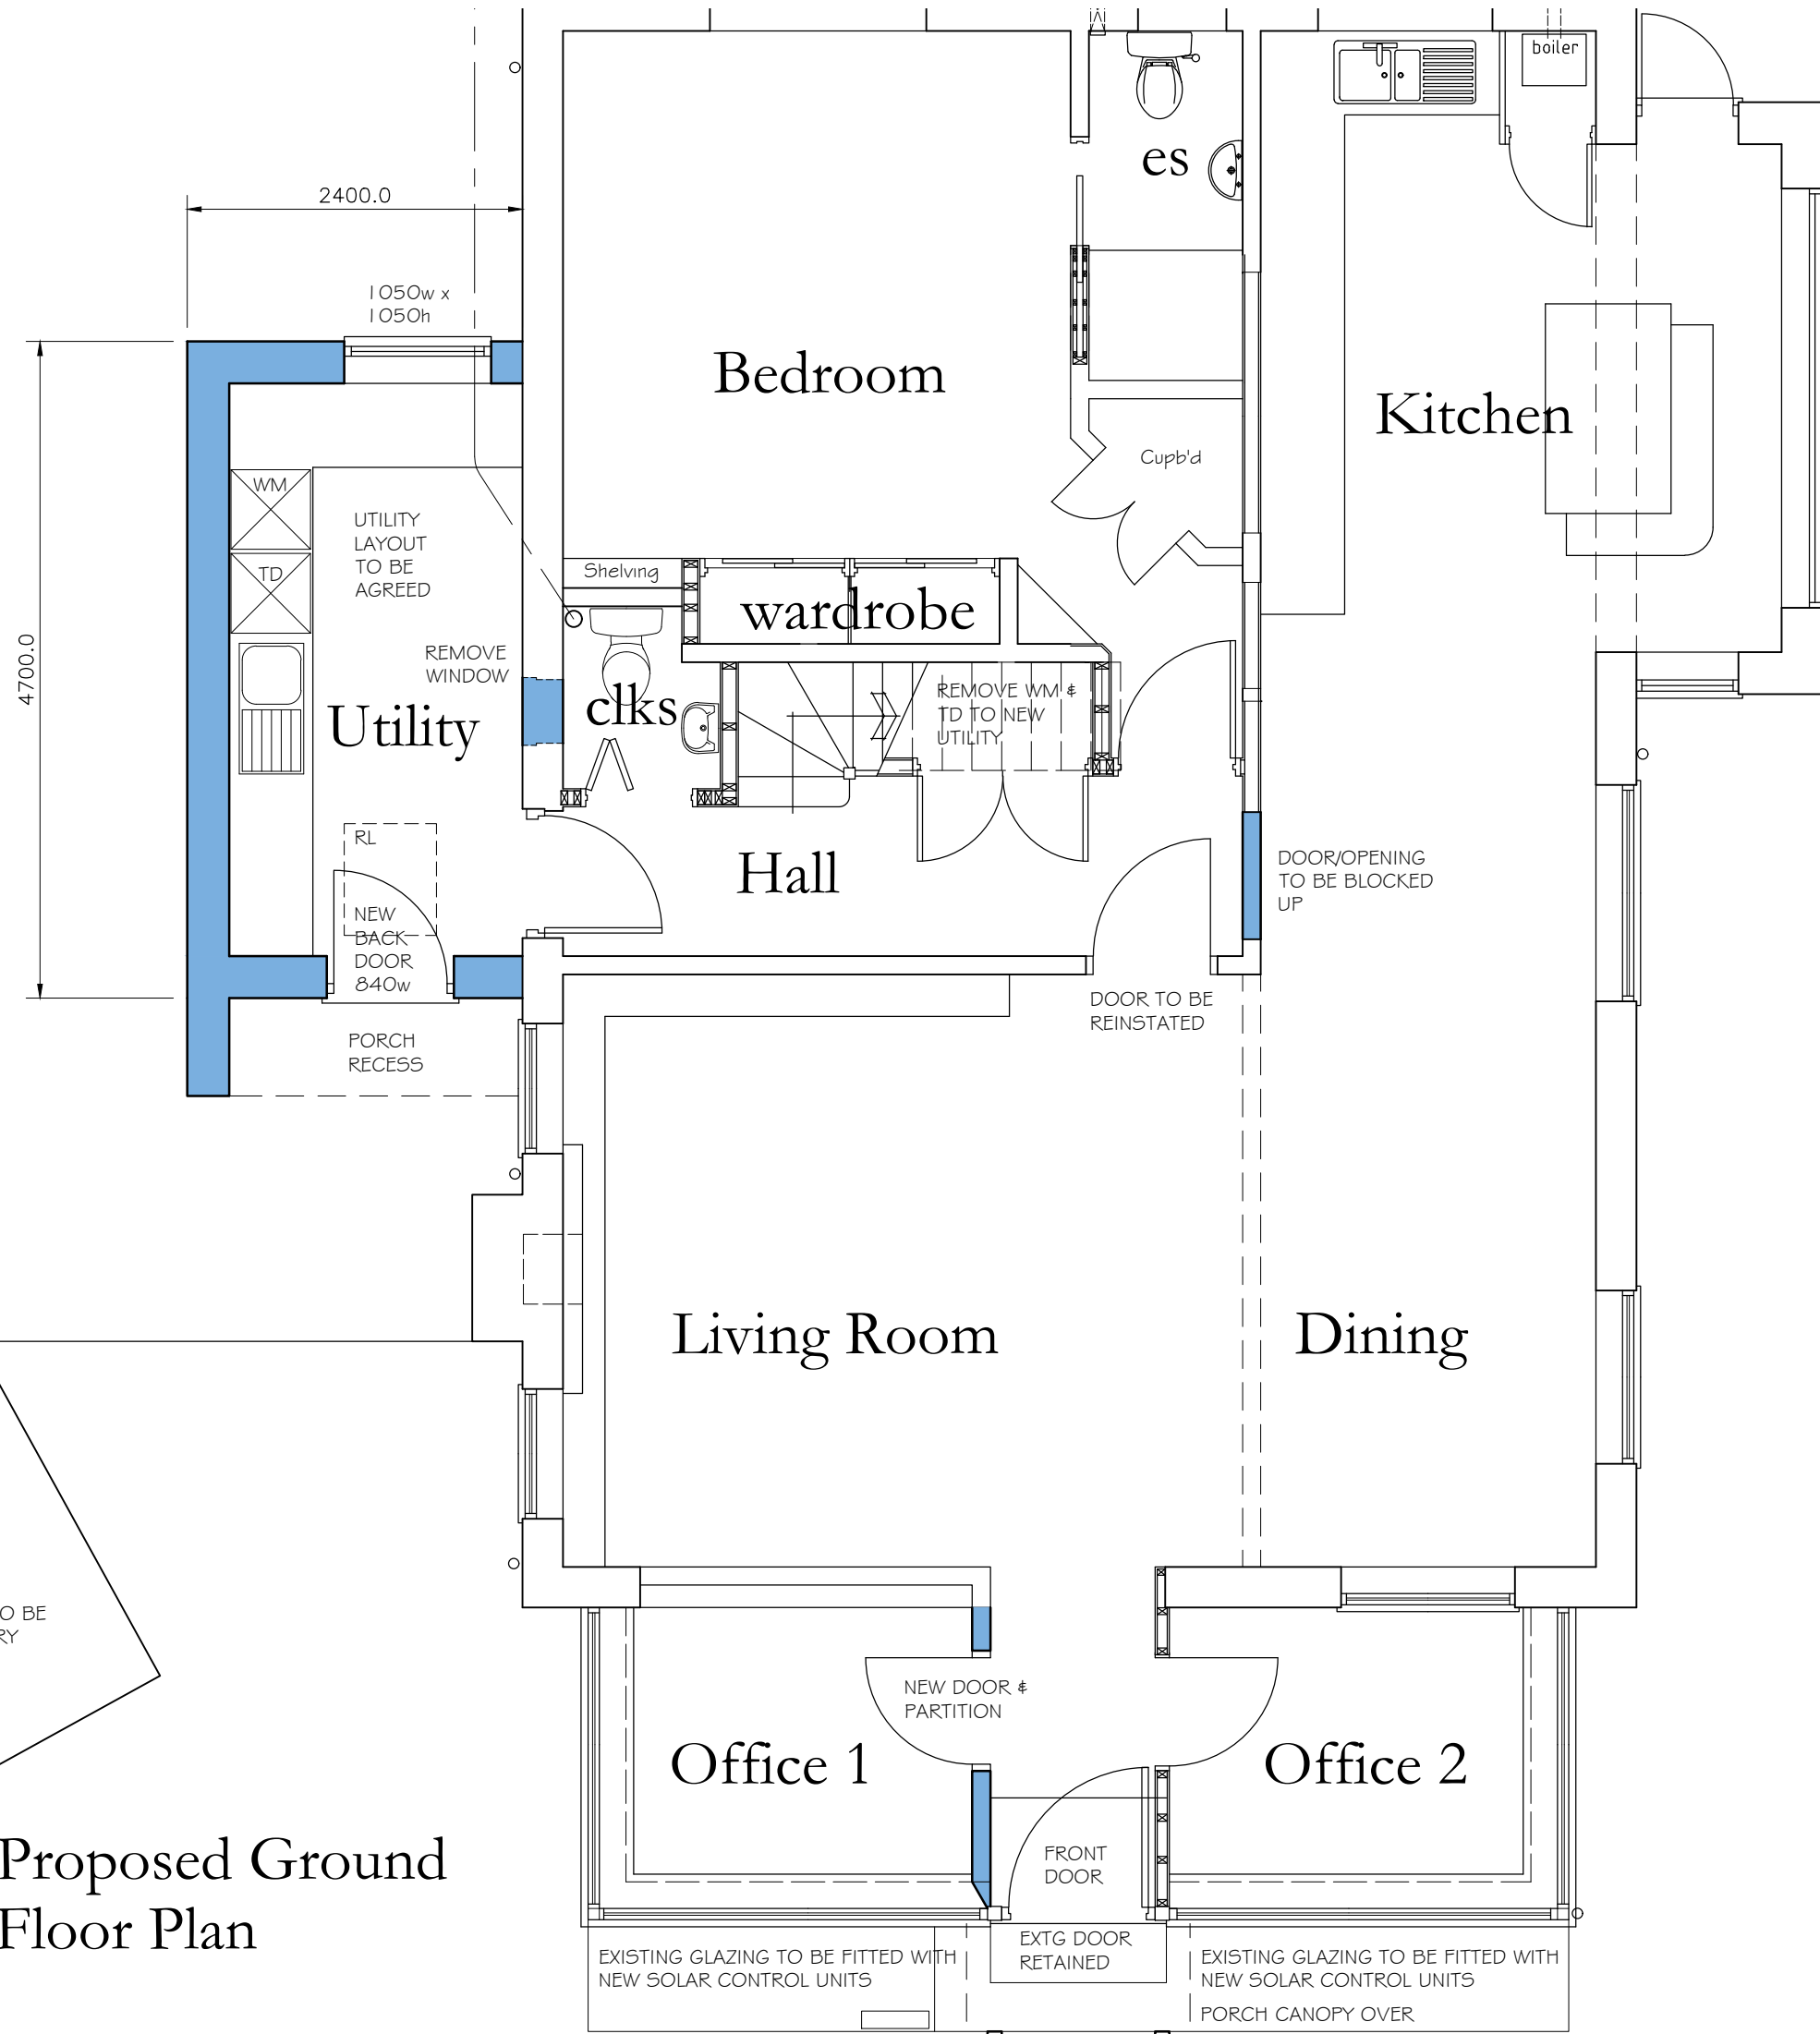 boiler
es
2400.0
1050w x
1050h
Bedroom
Kitchen
Cupb'd
WM
UTILITY
LAYOUT
TO BE
AGREED
TD
Shelving
wardrobe
4700.0
REMOVE
WINDOW
clks
REMOVE WM &
TD TO NEW
UTILITY
Utility
RL
Hall
DOOR/OPENING
TO BE BLOCKED
UP
NEW
BACK
DOOR
840w
DOOR TO BE
REINSTATED
PORCH
RECESS
Living Room
Dining
O BE
RY
NEW DOOR &
PARTITION
Office 1
Office 2
FRONT
DOOR
Proposed Ground
Floor Plan
EXTG DOOR
RETAINED
EXISTING GLAZING TO BE FITTED WITH
NEW SOLAR CONTROL UNITS
EXISTING GLAZING TO BE FITTED WITH
NEW SOLAR CONTROL UNITS
PORCH CANOPY OVER